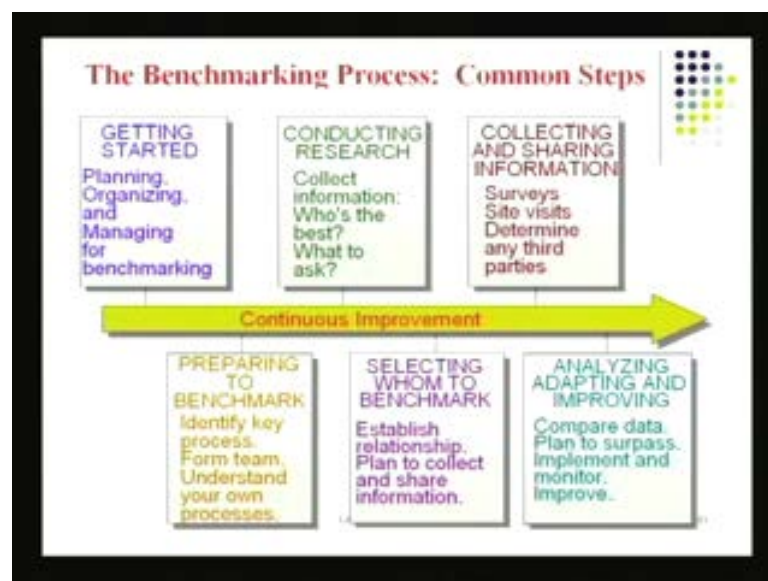 The Benchmarking Process: Common Steps
GETTING
STARTED
Planning,
Organizing,
and
Managing
for
benchmarking
CONDUCTING
RESEARCH
Collect
information:
Who's the
best?
What to
ask?
COLLECTING
AND SHARING
INFORMATION
Surveys
Site visits
Determine
any third
parties
Continuous Improvement
PREPARING
TO
BENCHMARK
Identify key
process.
Form team.
Understand
your own
processes.
SELECTING
WHOM TO
BENCHMARK
Establish
relationship.
Plan to collect
and share
information.
ANALYZING
ADAPTING AND
IMPROVING
Compare data.
Plan to surpass.
Implement and
monitor.
Improve.